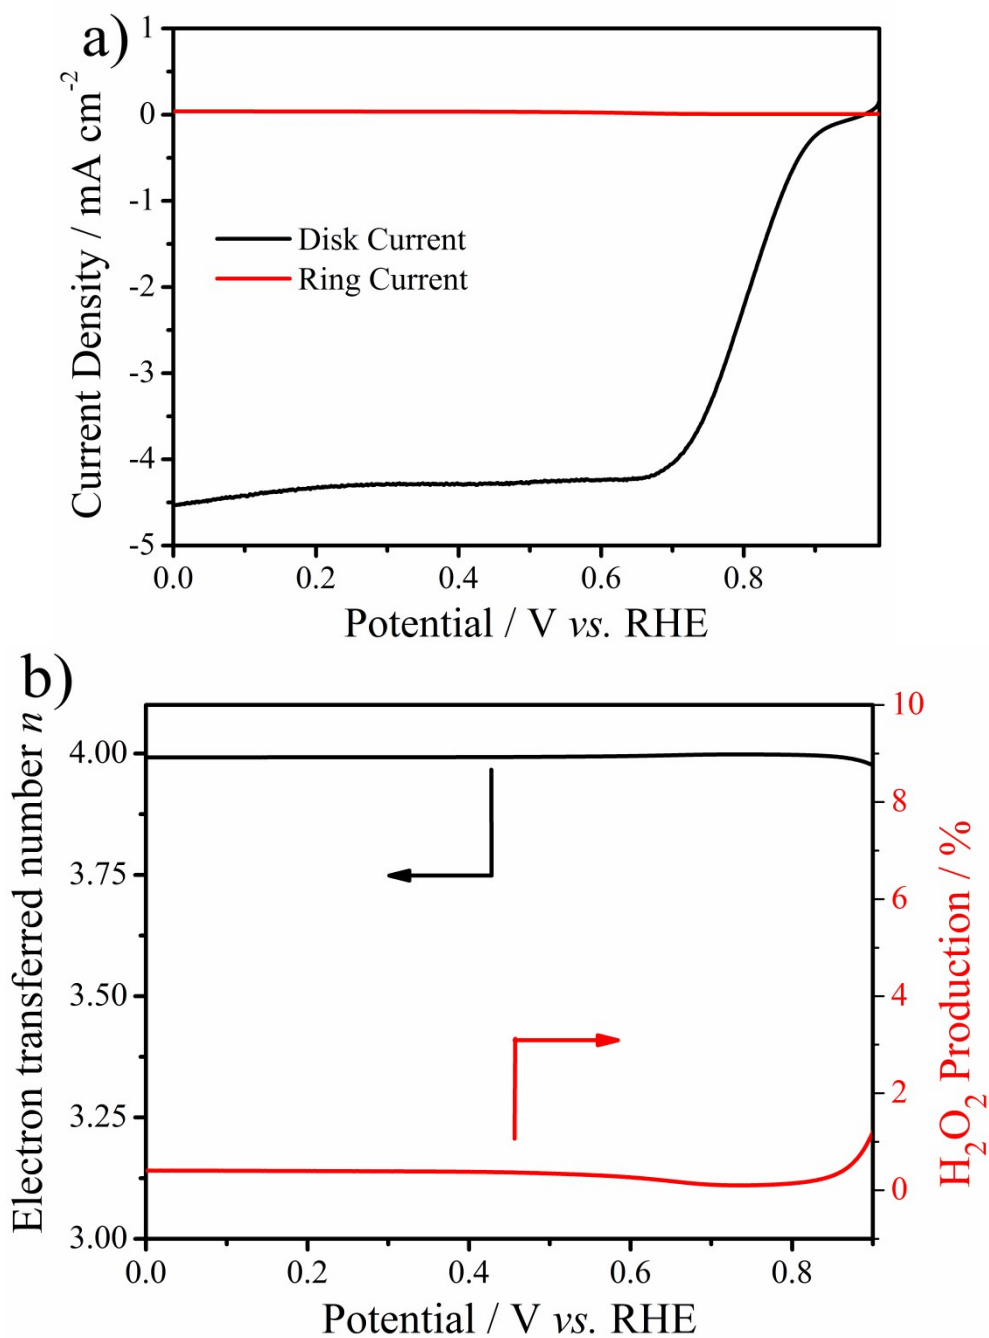 a)
Current Density / mA cm⁻²
1
0
-1
-2
-3
-4
-5
Disk Current
Ring Current
0.0 0.2 0.4 0.6 0.8
Potential / V vs. RHE
b)
Electron transferred number n
4.00
3.75
3.50
3.25
3.00
10
8
6
4
2
0
H₂O₂ Production / %
0.0 0.2 0.4 0.6 0.8
Potential / V vs. RHE